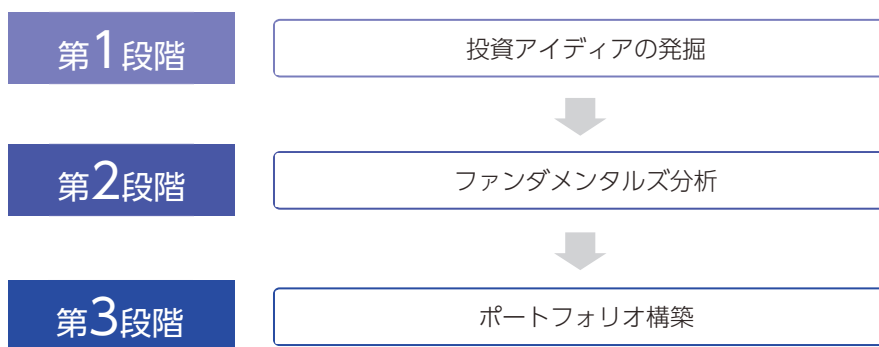 第1段階
投資アイディアの発掘
第2段階
ファンダメンタルズ分析
第3段階
ポートフォリオ構築